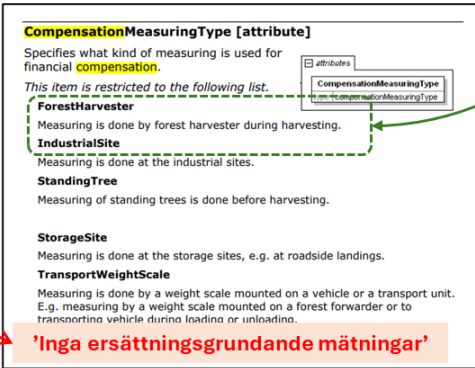 CompensationMeasuringType [attribute]
Specifies what kind of measuring is used for
financial compensation.
This item is restricted to the following list.
attributes
CompensationMeasuringType
CompensationMeasuringType
ForestHarvester
Measuring is done by forest harvester during harvesting.
IndustrialSite
Measuring is done at the industrial sites.
StandingTree
Measuring of standing trees is done before harvesting.
StorageSite
Measuring is done at the storage sites, e.g. at roadside landings.
TransportWeightScale
Measuring is done by a weight scale mounted on a vehicle or a transport unit.
E.g. measuring by a weight scale mounted on a forest forwarder or to
transporting vehicle during loading or unloading.
’Inga ersättningsgrundande mätningar’